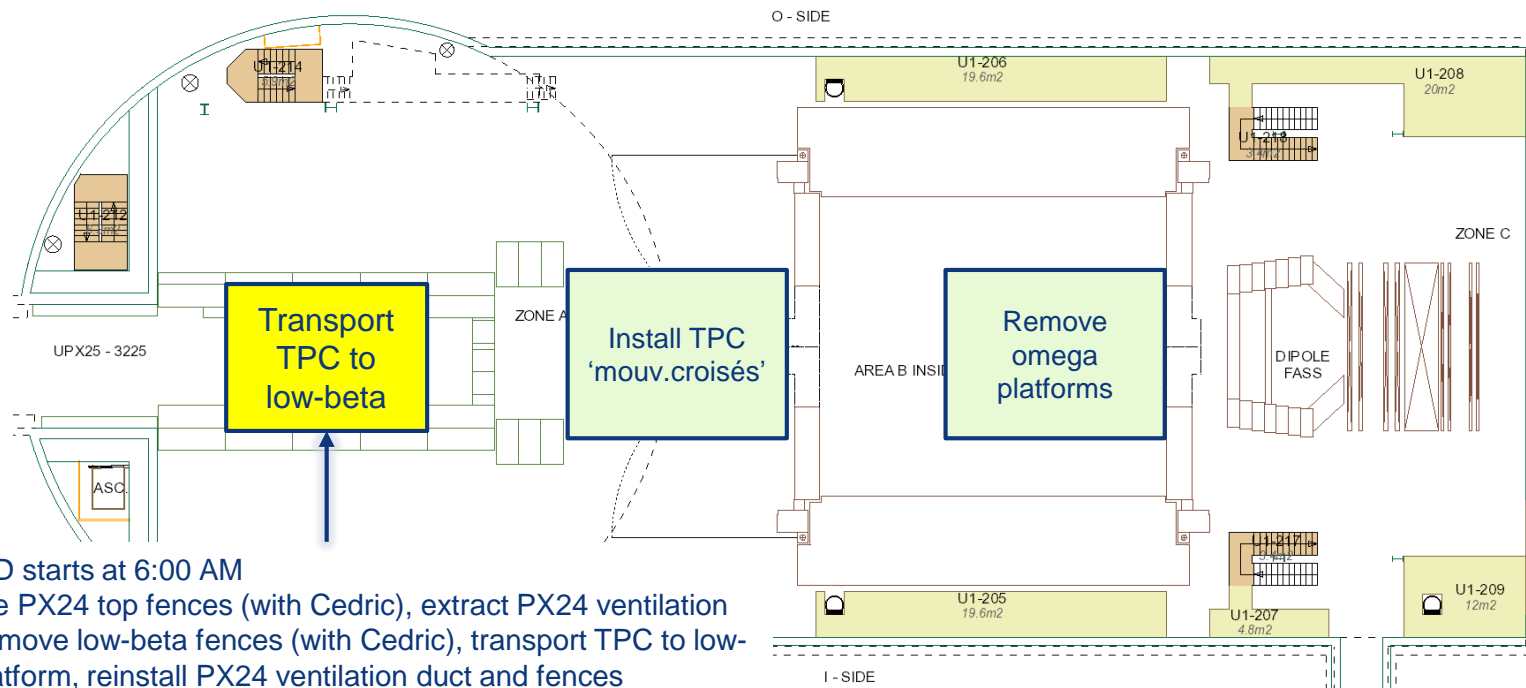 O - SIDE
U1-214
U1-206
19.6m2
U1-208
20m2
U1-218
3.4m2
U1-212
ZONE C
ZONE A
UPX25 - 3225
Transport
TPC to
low-beta
Install TPC
‘mouv.croisés’
AREA B INSI
Remove
omega
platforms
DIPOLE
FASS
ASC.
D starts at 6:00 AM
e PX24 top fences (with Cedric), extract PX24 ventilation
move low-beta fences (with Cedric), transport TPC to low-
atform, reinstall PX24 ventilation duct and fences
U1-217
U1-205
19.6m2
U1-207
4.8m2
U1-209
12m2
I - SIDE